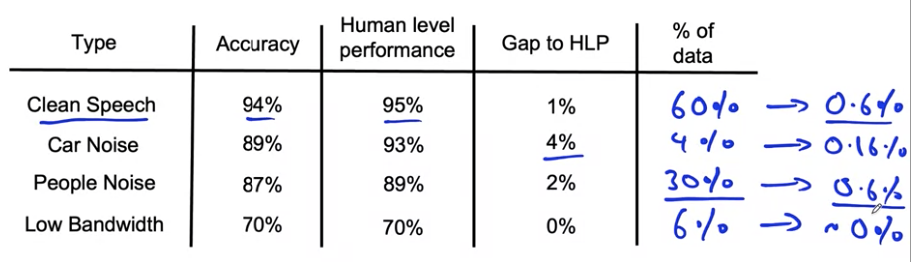 Type | Accuracy | Human level performance | Gap to HLP | % of data
Clean Speech | 94% | 95% | 1% | 60% → 0.6%
Car Noise | 89% | 93% | 4% | 4% → 0.16%
People Noise | 87% | 89% | 2% | 30% → 0.6%
Low Bandwidth | 70% | 70% | 0% | 6% → ~0%